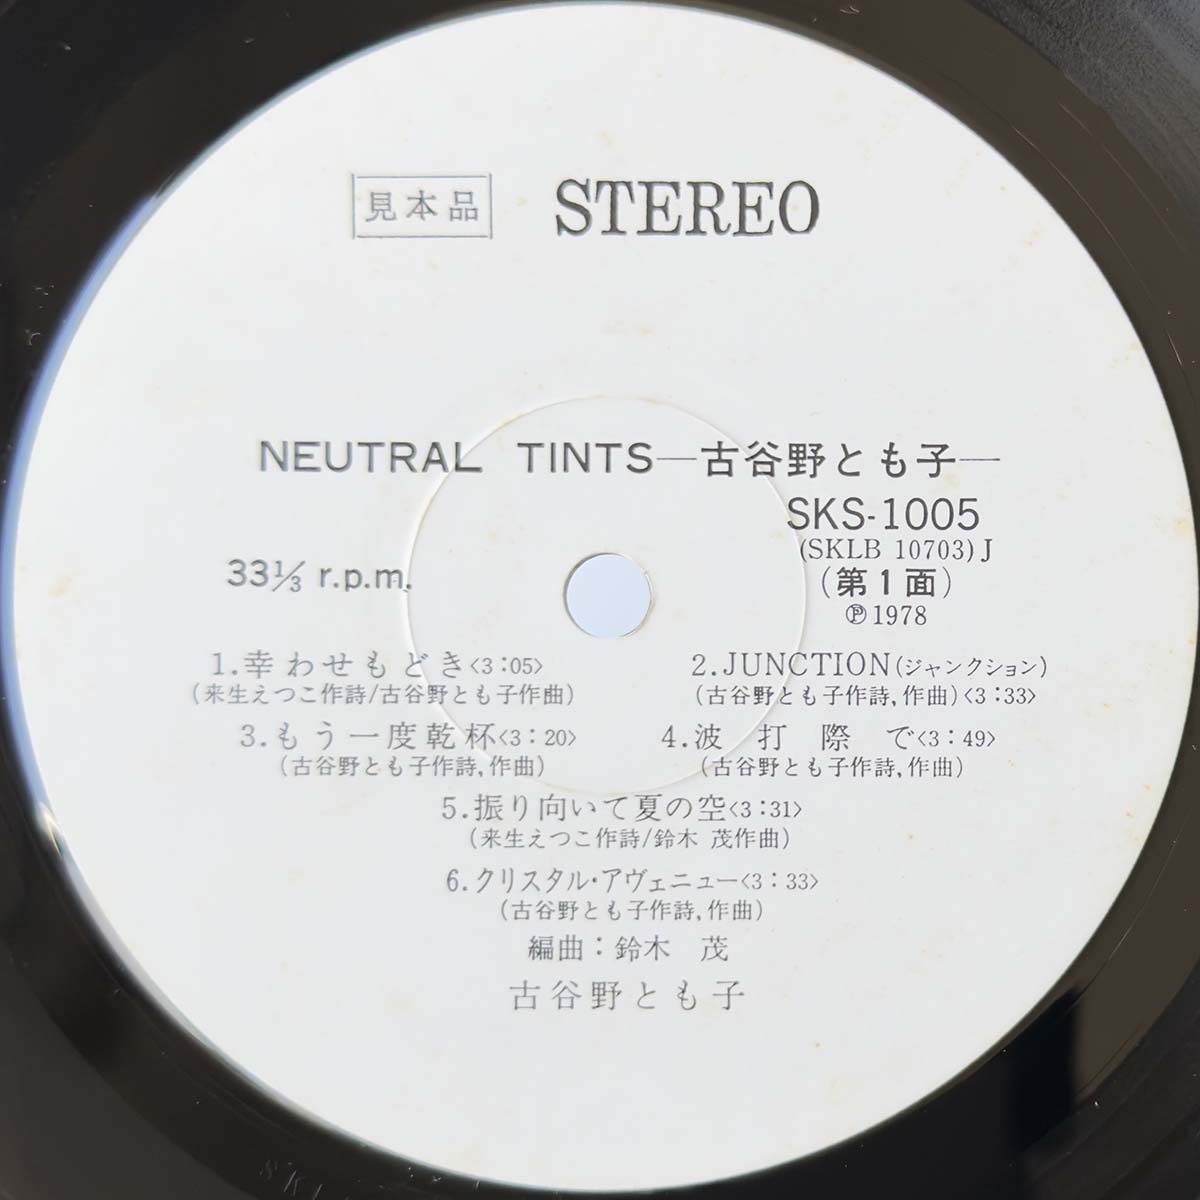 見本品 STEREO
NEUTRAL TINTS―古谷野とも子―
SKS-1005
(SKLB 10703) J
33⅓ r.p.m.
(第1面)
Ⓟ1978
1.幸わせもどき<3:05>
(来生えつこ作詩/古谷野とも子作曲)
2.JUNCTION(ジャンクション)
(古谷野とも子作詩,作曲)<3:33>
3.もう一度乾杯<3:20>
(古谷野とも子作詩,作曲)
4.波打際で<3:49>
(古谷野とも子作詩,作曲)
5.振り向いて夏の空<3:31>
(来生えつこ作詩/鈴木 茂作曲)
6.クリスタル・アヴェニュー<3:33>
(古谷野とも子作詩,作曲)
編曲:鈴木 茂
古谷野とも子